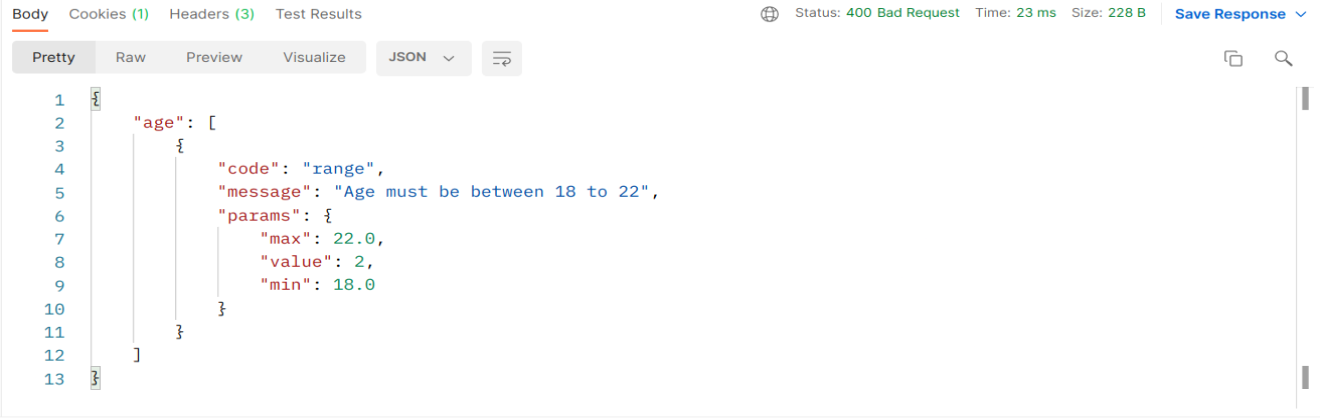 Body Cookies (1) Headers (3) Test Results Status: 400 Bad Request Time: 23 ms Size: 228 B Save Response
Pretty Raw Preview Visualize JSON
1 {
2 "age": [
3 {
4 "code": "range",
5 "message": "Age must be between 18 to 22",
6 "params": {
7 "max": 22.0,
8 "value": 2,
9 "min": 18.0
10 }
11 }
12 ]
13 }